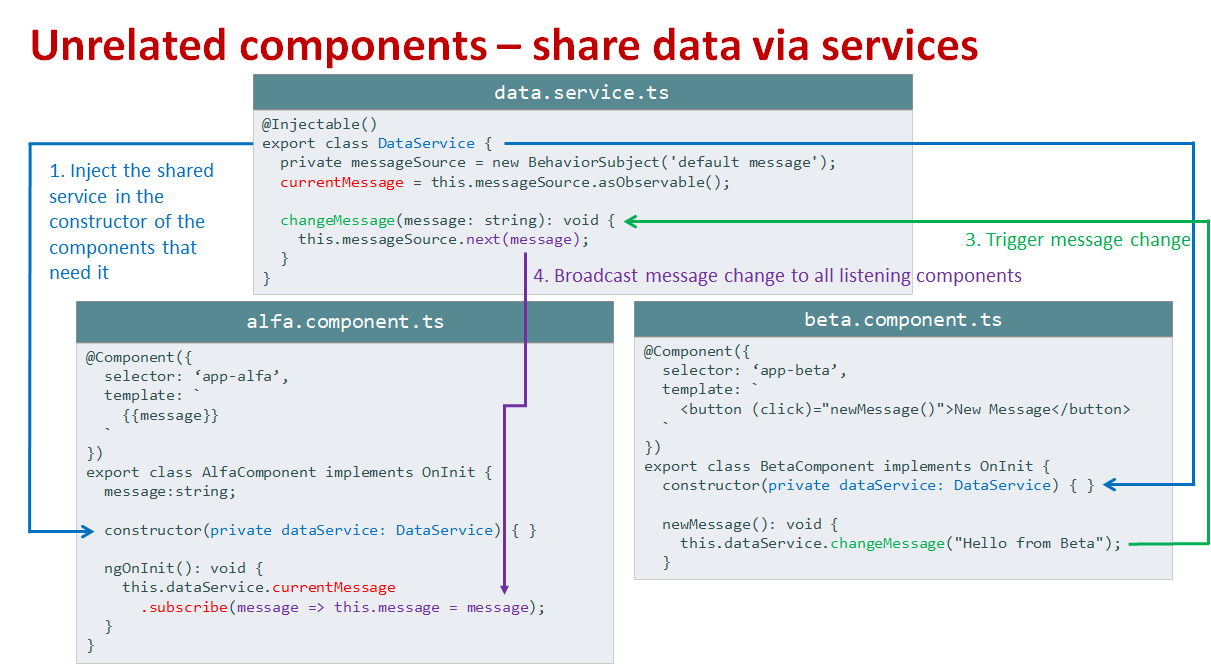 Unrelated components – share data via services
data.service.ts
@Injectable()
export class DataService {
  private messageSource = new BehaviorSubject('default message');
  currentMessage = this.messageSource.asObservable();
  changeMessage(message: string): void {
    this.messageSource.next(message);
  }
}
1. Inject the shared
service in the
constructor of the
components that
need it
3. Trigger message change
4. Broadcast message change to all listening components
alfa.component.ts
@Component({
  selector: ‘app-alfa’,
  template: `
    {{message}}
  `
})
export class AlfaComponent implements OnInit {
  message:string;
  constructor(private dataService: DataService) { }
  ngOnInit(): void {
    this.dataService.currentMessage
      .subscribe(message => this.message = message);
  }
}
beta.component.ts
@Component({
  selector: ‘app-beta’,
  template: `
    <button (click)="newMessage()">New Message</button>
  `
})
export class BetaComponent implements OnInit {
  constructor(private dataService: DataService) { }
  newMessage(): void {
    this.dataService.changeMessage("Hello from Beta");
  }